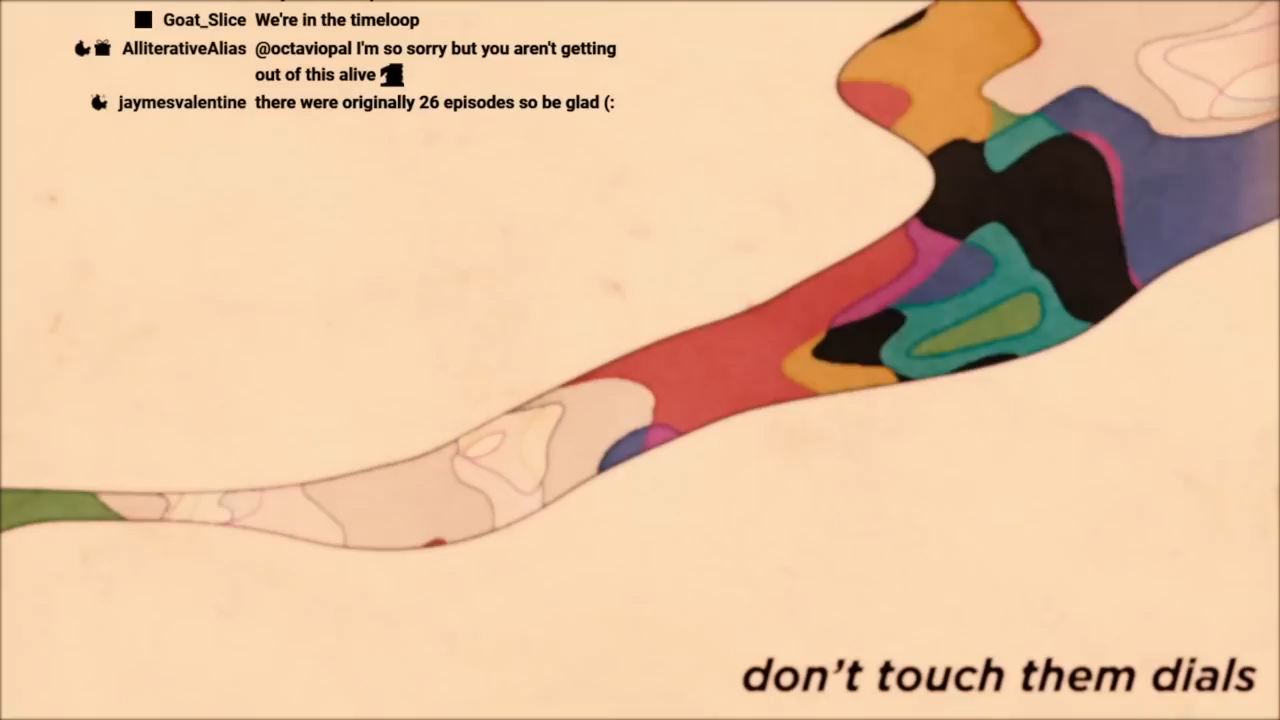 Goat_Slice We're in the timeloop
AlliterativeAlias @octaviopal I'm so sorry but you aren't getting
out of this alive
jaymesvalentine there were originally 26 episodes so be glad (:
don't touch them dials